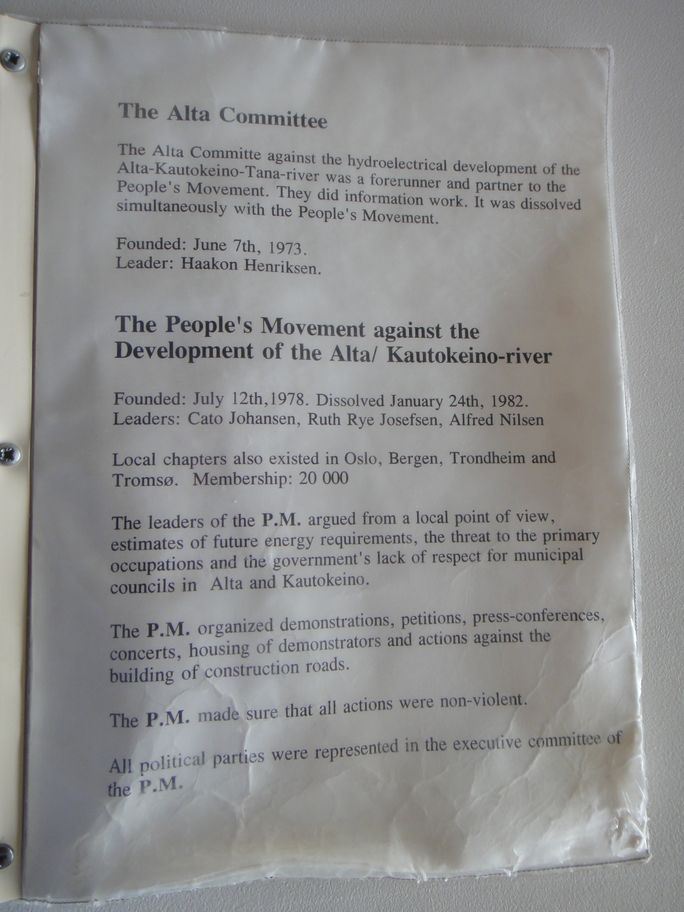 The Alta Committee
The Alta Committe against the hydroelectrical development of the
Alta-Kautokeino-Tana-river was a forerunner and partner to the
People's Movement. They did information work. It was dissolved
simultaneously with the People's Movement.
Founded: June 7th, 1973.
Leader: Haakon Henriksen.
The People's Movement against the
Development of the Alta/ Kautokeino-river
Founded: July 12th,1978. Dissolved January 24th, 1982.
Leaders: Cato Johansen, Ruth Rye Josefsen, Alfred Nilsen
Local chapters also existed in Oslo, Bergen, Trondheim and
Tromsø. Membership: 20 000
The leaders of the P.M. argued from a local point of view,
estimates of future energy requirements, the threat to the primary
occupations and the government's lack of respect for municipal
councils in Alta and Kautokeino.
The P.M. organized demonstrations, petitions, press-conferences,
concerts, housing of demonstrators and actions against the
building of construction roads.
The P.M. made sure that all actions were non-violent.
All political parties were represented in the executive committee of
the P.M.